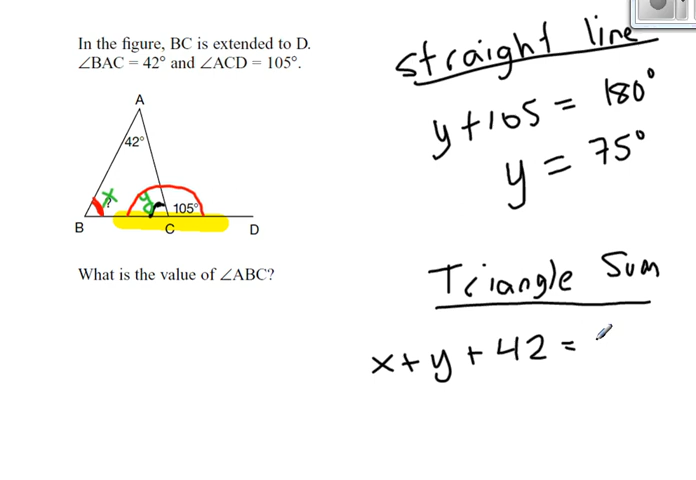 In the figure, BC is extended to D.
∠BAC = 42° and ∠ACD = 105°.
A
42°
x
?
y
105°
B
C
D
What is the value of ∠ABC?
straight line
y+105 = 180°
y = 75°
Triangle Sum
x+y+42 =